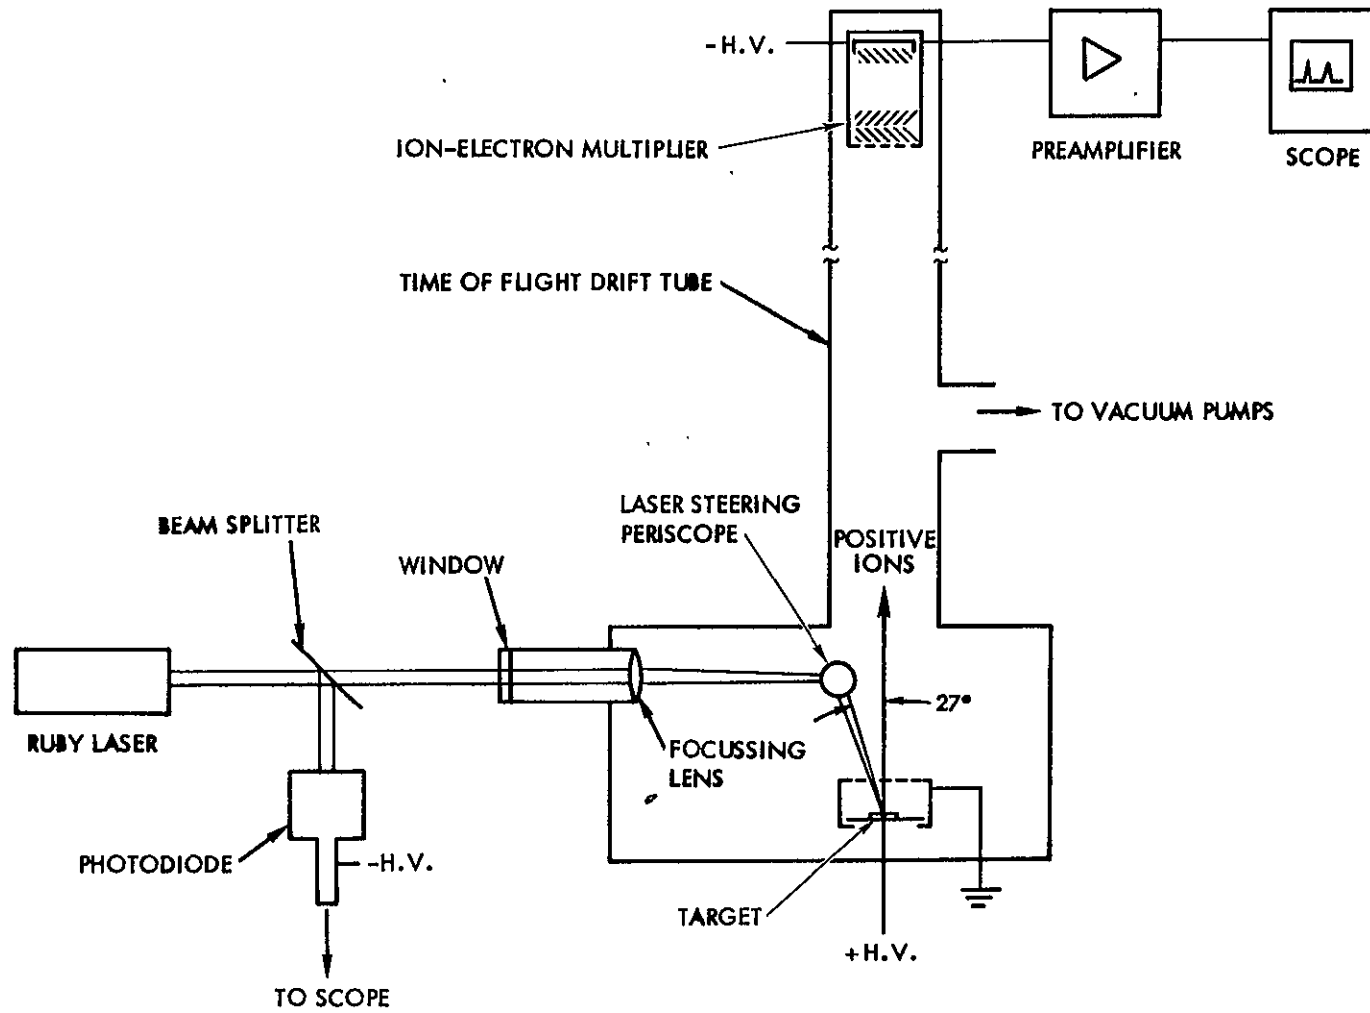 -H.V.
ION-ELECTRON MULTIPLIER
PREAMPLIFIER
SCOPE
TIME OF FLIGHT DRIFT TUBE
TO VACUUM PUMPS
LASER STEERING
PERISCOPE
POSITIVE
IONS
BEAM SPLITTER
WINDOW
27°
RUBY LASER
FOCUSSING
LENS
PHOTODIODE
-H.V.
TARGET
+H.V.
TO SCOPE